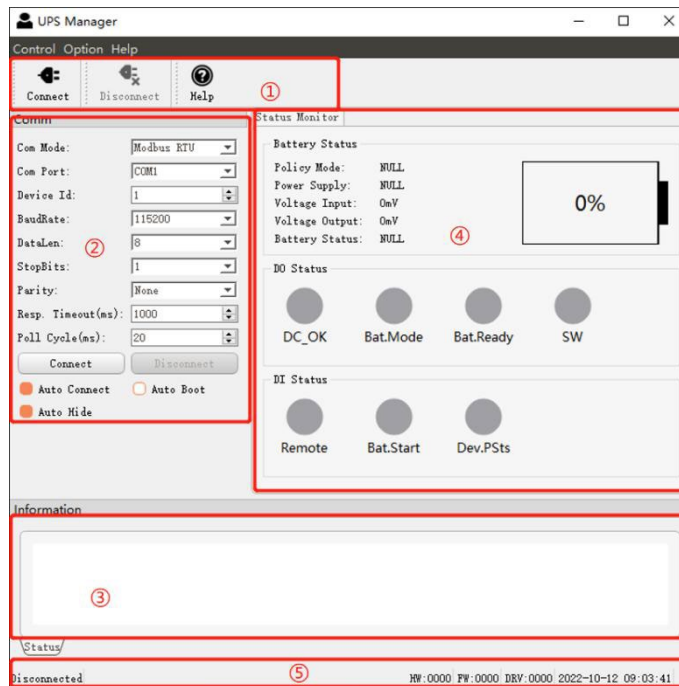 UPS Manager
Control Option Help
Connect Disconnect Help
①
Comm
Com Mode: Modbus RTU
Com Port: COM1
Device Id: 1
BaudRate: 115200
DataLen: 8
②
StopBits: 1
Parity: None
Resp. Timeout(ms): 1000
Poll Cycle(ms): 20
Connect Disconnect
Auto Connect Auto Boot
Auto Hide
Status Monitor
Battery Status
Policy Mode: NULL
Power Supply: NULL
Voltage Input: 0mV
Voltage Output: 0mV
Battery Status: NULL
0%
④
DO Status
DC_OK Bat.Mode Bat.Ready SW
DI Status
Remote Bat.Start Dev.PSts
Information
③
Status
⑤
Disconnected HW:0000 FW:0000 DRV:0000 2022-10-12 09:03:41